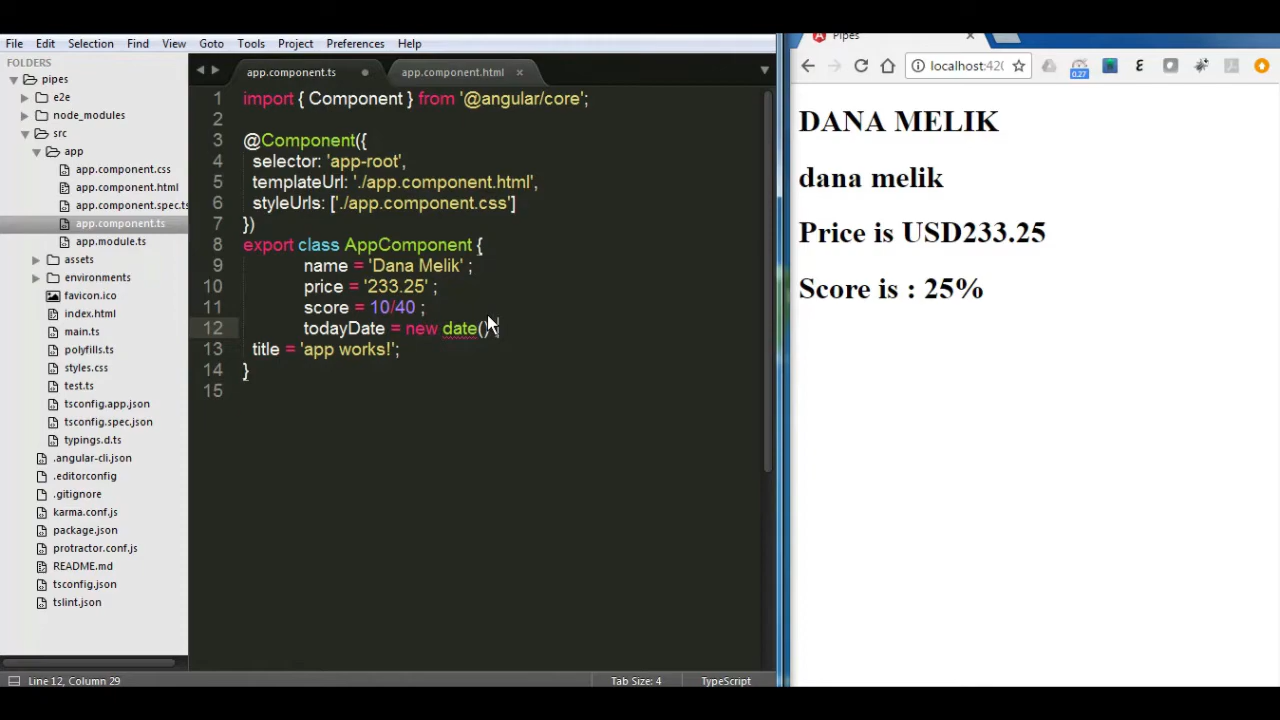 File Edit Selection Find View Goto Tools Project Preferences Help
FOLDERS
pipes
e2e
node_modules
src
app
app.component.css
app.component.html
app.component.spec.ts
app.component.ts
app.module.ts
assets
environments
favicon.ico
index.html
main.ts
polyfills.ts
styles.css
test.ts
tsconfig.app.json
tsconfig.spec.json
typings.d.ts
.angular-cli.json
.editorconfig
.gitignore
karma.conf.js
package.json
protractor.conf.js
README.md
tsconfig.json
tslint.json
app.component.ts app.component.html
1 import { Component } from '@angular/core';
2
3 @Component({
4 selector: 'app-root',
5 templateUrl: './app.component.html',
6 styleUrls: ['./app.component.css']
7 })
8 export class AppComponent {
9 name = 'Dana Melik' ;
10 price = '233.25' ;
11 score = 10/40 ;
12 todayDate = new date();
13 title = 'app works!';
14 }
15
Line 12, Column 29 Tab Size: 4 TypeScript
Pipes
localhost:420
0.27
DANA MELIK
dana melik
Price is USD233.25
Score is : 25%